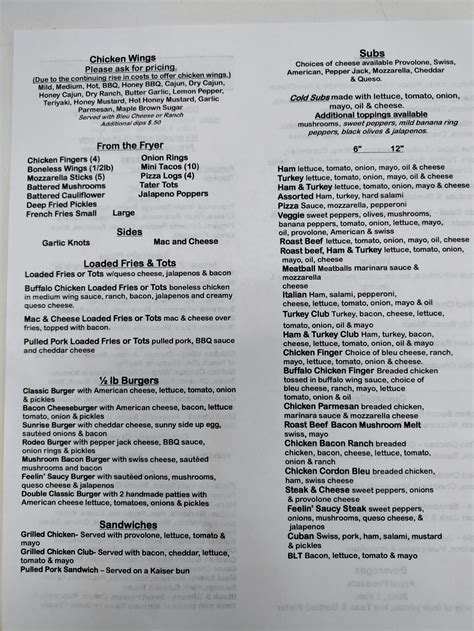 Chicken Wings
Please ask for pricing.
(Due to the continuing rise in costs to offer chicken wings.)
Mild, Medium, Hot, BBQ, Honey BBQ, Cajun, Dry Cajun,
Honey Cajun, Dry Ranch, Butter Garlic, Lemon Pepper,
Teriyaki, Honey Mustard, Hot Honey Mustard, Garlic
Parmesan, Maple Brown Sugar
Served with Bleu Cheese or Ranch
Additional dips $.50
From the Fryer
Chicken Fingers (4) Onion Rings
Boneless Wings (1/2lb) Mini Tacos (10)
Mozzarella Sticks (5) Pizza Logs (4)
Battered Mushrooms Tater Tots
Battered Cauliflower Jalapeno Poppers
Deep Fried Pickles
French Fries Small Large
Sides
Garlic Knots Mac and Cheese
Loaded Fries & Tots
Loaded Fries or Tots w/queso cheese, jalapenos & bacon
Buffalo Chicken Loaded Fries or Tots boneless chicken
in medium wing sauce, ranch, bacon, jalapenos and creamy
queso cheese.
Mac & Cheese Loaded Fries or Tots mac & cheese over
fries, topped with bacon.
Pulled Pork Loaded Fries or Tots pulled pork, BBQ sauce
and cheddar cheese
½ lb Burgers
Classic Burger with American cheese, lettuce, tomato, onion
& pickles
Bacon Cheeseburger with American cheese, bacon, lettuce
tomato, onion & pickles
Sunrise Burger with cheddar cheese, sunny side up egg,
sautéed onions & bacon
Rodeo Burger with pepper jack cheese, BBQ sauce,
onion rings & pickles
Mushroom Bacon Burger with swiss cheese, sautéed
mushrooms and bacon
Feelin' Saucy Burger with sautéed onions, mushrooms,
queso cheese & jalapenos
Double Classic Burger with 2 handmade patties with
American cheese lettuce, tomatoes, onions & pickles
Sandwiches
Grilled Chicken- Served with provolone, lettuce, tomato &
mayo
Grilled Chicken Club- Served with bacon, cheddar, lettuce,
tomato & mayo
Pulled Pork Sandwich – Served on a Kaiser bun
Subs
Choices of cheese available Provolone, Swiss,
American, Pepper Jack, Mozzarella, Cheddar
& Queso.
Cold Subs made with lettuce, tomato, onion,
mayo, oil & cheese.
Additional toppings available
mushrooms, sweet peppers, mild banana ring
peppers, black olives & jalapenos.
6" 12"
Ham lettuce, tomato, onion, mayo, oil & cheese
Turkey lettuce, tomato, onion, mayo, oil & cheese
Ham & Turkey lettuce, tomato, onion, mayo & cheese
Assorted Ham, turkey, hard salami
Pizza Sauce, mozzarella, pepperoni
Veggie sweet peppers, olives, mushrooms,
banana peppers, tomato, onion, lettuce, mayo,
oil, provolone, American & swiss
Roast Beef lettuce, tomato, onion, mayo, oil & cheese
Roast beef, Ham & Turkey lettuce, tomato, onion,
mayo, oil & cheese
Meatball Meatballs marinara sauce &
mozzarella
cheese
Italian Ham, salami, pepperoni,
cheese, lettuce, tomato, onion, mayo & oil
Turkey Club Turkey, bacon, cheese, lettuce,
tomato, onion, oil & mayo
Ham & Turkey Club Ham, turkey, bacon,
lettuce, tomato, onion, oil, mayo & cheese
Chicken Finger Choice of bleu cheese, ranch,
mayo, lettuce, tomato, onion & cheese.
Buffalo Chicken Finger Breaded chicken
tossed in buffalo wing sauce, choice of
bleu cheese, ranch, mayo, lettuce,
tomato, onion & cheese
Chicken Parmesan breaded chicken,
marinara sauce & mozzarella cheese
Roast Beef Bacon Mushroom Melt
swiss, mayo
Chicken Bacon Ranch breaded
chicken, bacon, cheese, lettuce, tomato,
onion & ranch
Chicken Cordon Bleu breaded chicken,
ham, swiss cheese
Steak & Cheese sweet peppers, onions
& provolone cheese
Feelin' Saucy Steak sweet peppers,
onions, mushrooms, queso cheese, &
jalapenos
Cuban Swiss, pork, ham, salami, mustard
& pickles
BLT Bacon, lettuce, tomato & mayo